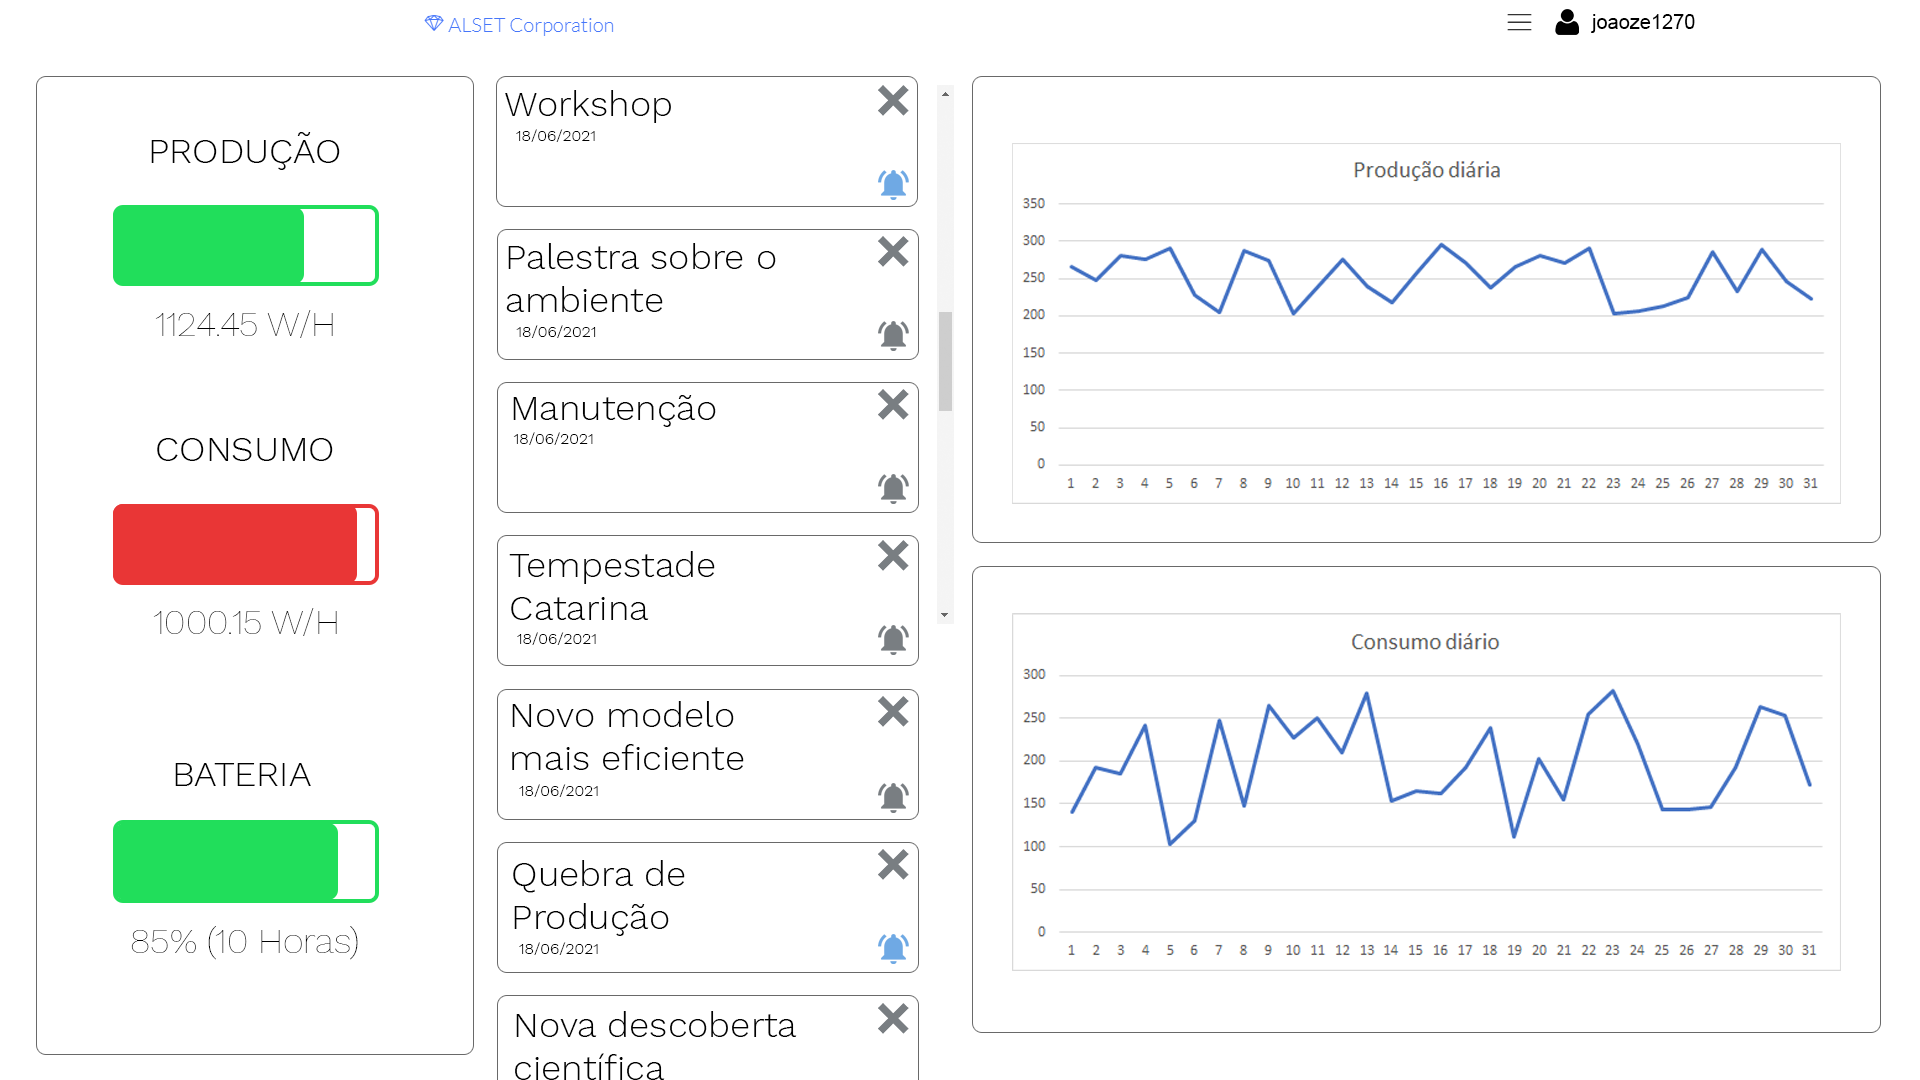 ALSET Corporation
joaoze1270
PRODUÇÃO
1124.45 W/H
CONSUMO
1000.15 W/H
BATERIA
85% (10 Horas)
Workshop
18/06/2021
Palestra sobre o
ambiente
18/06/2021
Manutenção
18/06/2021
Tempestade
Catarina
18/06/2021
Novo modelo
mais eficiente
18/06/2021
Quebra de
Produção
18/06/2021
Nova descoberta
científica
Produção diária
350
300
250
200
150
100
50
0
1 2 3 4 5 6 7 8 9 10 11 12 13 14 15 16 17 18 19 20 21 22 23 24 25 26 27 28 29 30 31
Consumo diário
300
250
200
150
100
50
0
1 2 3 4 5 6 7 8 9 10 11 12 13 14 15 16 17 18 19 20 21 22 23 24 25 26 27 28 29 30 31